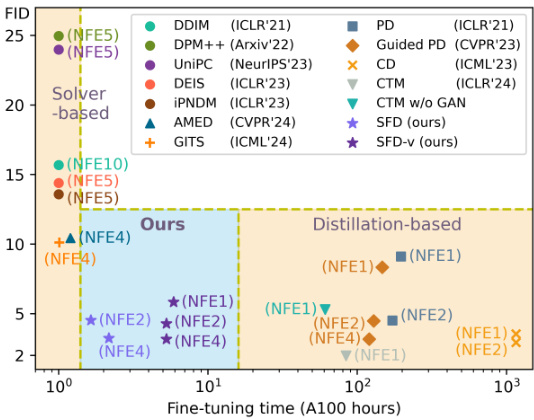 FID
25
20
15
10
5
2
DDIM (ICLR'21)
DPM++ (Arxiv'22)
UniPC (NeurIPS'23)
DEIS (ICLR'23)
iPNDM (ICLR'23)
AMED (CVPR'24)
GITS (ICML'24)
PD (ICLR'21)
Guided PD (CVPR'23)
CD (ICML'23)
CTM (ICLR'24)
CTM w/o GAN
SFD (ours)
SFD-v (ours)
(NFE5)
(NFE5)
Solver
-based
(NFE10)
(NFE5)
(NFE5)
(NFE4)
(NFE4)
Ours
(NFE1)
(NFE2)
(NFE2)
(NFE4)
(NFE4)
Distillation-based
(NFE1)
(NFE1)
(NFE1)
(NFE2)
(NFE2)
(NFE4)
(NFE1)
(NFE1)
(NFE2)
10⁰
10¹
10²
10³
Fine-tuning time (A100 hours)